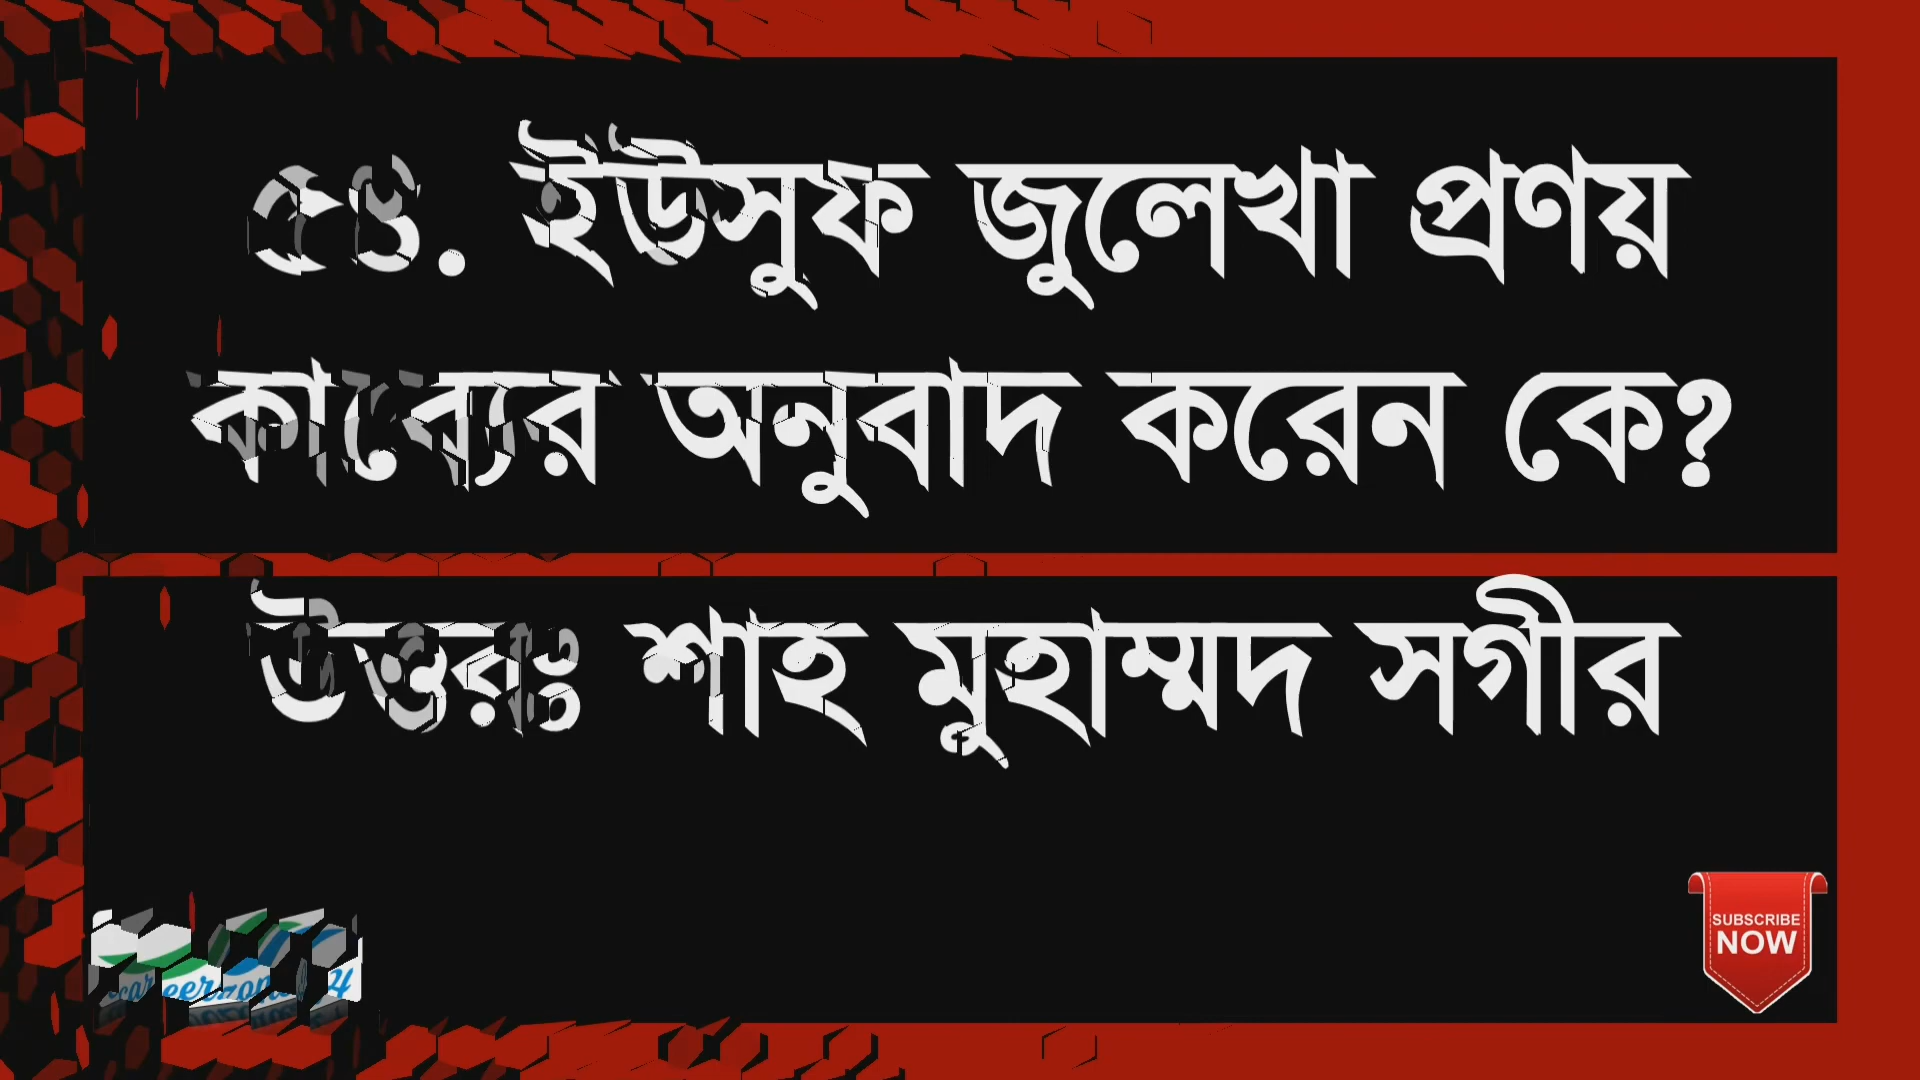 ইউসুফ জুলেখা প্রণয়
কাব্যের অনুবাদ করেন কে?
উত্তরঃ শাহ মুহাম্মদ সগীর
SUBSCRIBE
NOW